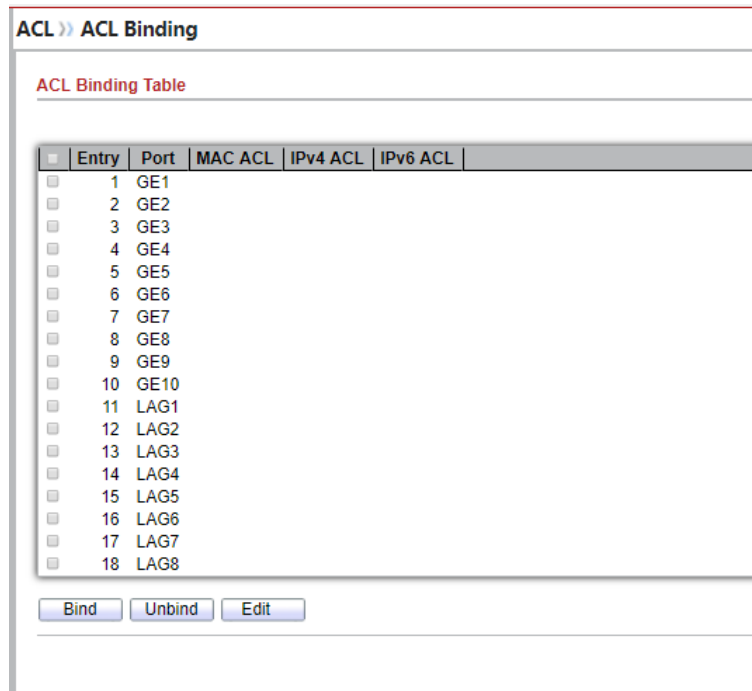 ACL » ACL Binding
ACL Binding Table
Entry Port MAC ACL IPv4 ACL IPv6 ACL
1 GE1
2 GE2
3 GE3
4 GE4
5 GE5
6 GE6
7 GE7
8 GE8
9 GE9
10 GE10
11 LAG1
12 LAG2
13 LAG3
14 LAG4
15 LAG5
16 LAG6
17 LAG7
18 LAG8
Bind Unbind Edit